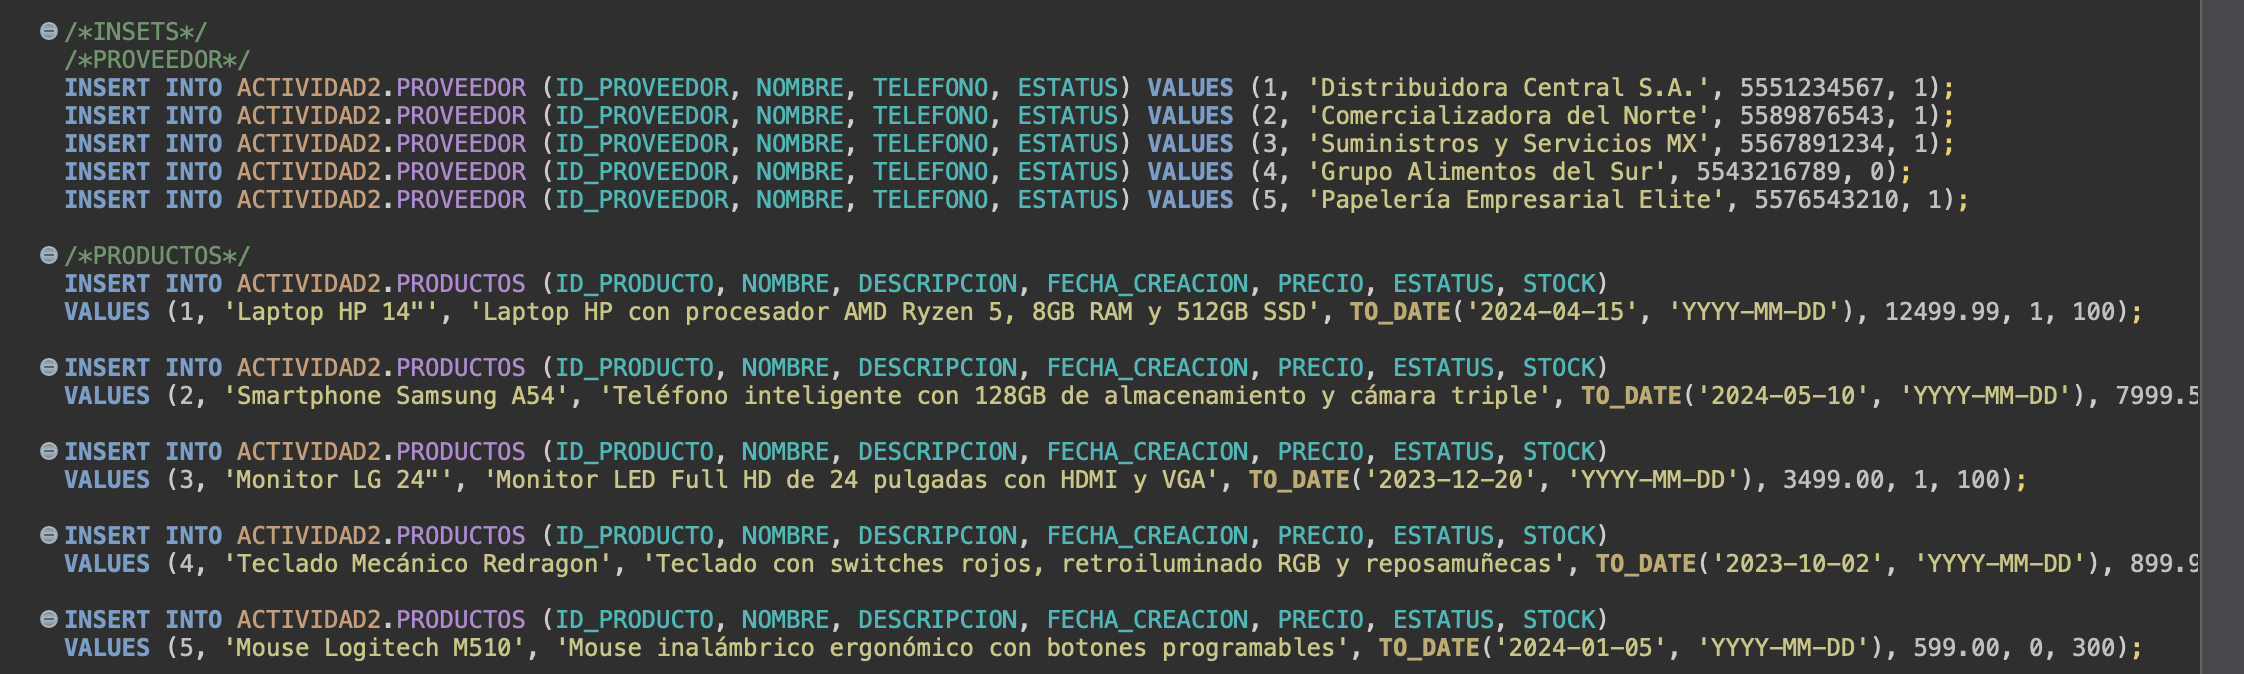 /*INSETS*/
/*PROVEEDOR*/
INSERT INTO ACTIVIDAD2.PROVEEDOR (ID_PROVEEDOR, NOMBRE, TELEFONO, ESTATUS) VALUES (1, 'Distribuidora Central S.A.', 5551234567, 1);
INSERT INTO ACTIVIDAD2.PROVEEDOR (ID_PROVEEDOR, NOMBRE, TELEFONO, ESTATUS) VALUES (2, 'Comercializadora del Norte', 5589876543, 1);
INSERT INTO ACTIVIDAD2.PROVEEDOR (ID_PROVEEDOR, NOMBRE, TELEFONO, ESTATUS) VALUES (3, 'Suministros y Servicios MX', 5567891234, 1);
INSERT INTO ACTIVIDAD2.PROVEEDOR (ID_PROVEEDOR, NOMBRE, TELEFONO, ESTATUS) VALUES (4, 'Grupo Alimentos del Sur', 5543216789, 0);
INSERT INTO ACTIVIDAD2.PROVEEDOR (ID_PROVEEDOR, NOMBRE, TELEFONO, ESTATUS) VALUES (5, 'Papelería Empresarial Elite', 5576543210, 1);
/*PRODUCTOS*/
INSERT INTO ACTIVIDAD2.PRODUCTOS (ID_PRODUCTO, NOMBRE, DESCRIPCION, FECHA_CREACION, PRECIO, ESTATUS, STOCK)
VALUES (1, 'Laptop HP 14"', 'Laptop HP con procesador AMD Ryzen 5, 8GB RAM y 512GB SSD', TO_DATE('2024-04-15', 'YYYY-MM-DD'), 12499.99, 1, 100);
INSERT INTO ACTIVIDAD2.PRODUCTOS (ID_PRODUCTO, NOMBRE, DESCRIPCION, FECHA_CREACION, PRECIO, ESTATUS, STOCK)
VALUES (2, 'Smartphone Samsung A54', 'Teléfono inteligente con 128GB de almacenamiento y cámara triple', TO_DATE('2024-05-10', 'YYYY-MM-DD'), 7999.5
INSERT INTO ACTIVIDAD2.PRODUCTOS (ID_PRODUCTO, NOMBRE, DESCRIPCION, FECHA_CREACION, PRECIO, ESTATUS, STOCK)
VALUES (3, 'Monitor LG 24"', 'Monitor LED Full HD de 24 pulgadas con HDMI y VGA', TO_DATE('2023-12-20', 'YYYY-MM-DD'), 3499.00, 1, 100);
INSERT INTO ACTIVIDAD2.PRODUCTOS (ID_PRODUCTO, NOMBRE, DESCRIPCION, FECHA_CREACION, PRECIO, ESTATUS, STOCK)
VALUES (4, 'Teclado Mecánico Redragon', 'Teclado con switches rojos, retroiluminado RGB y reposamuñecas', TO_DATE('2023-10-02', 'YYYY-MM-DD'), 899.9
INSERT INTO ACTIVIDAD2.PRODUCTOS (ID_PRODUCTO, NOMBRE, DESCRIPCION, FECHA_CREACION, PRECIO, ESTATUS, STOCK)
VALUES (5, 'Mouse Logitech M510', 'Mouse inalámbrico ergonómico con botones programables', TO_DATE('2024-01-05', 'YYYY-MM-DD'), 599.00, 0, 300);